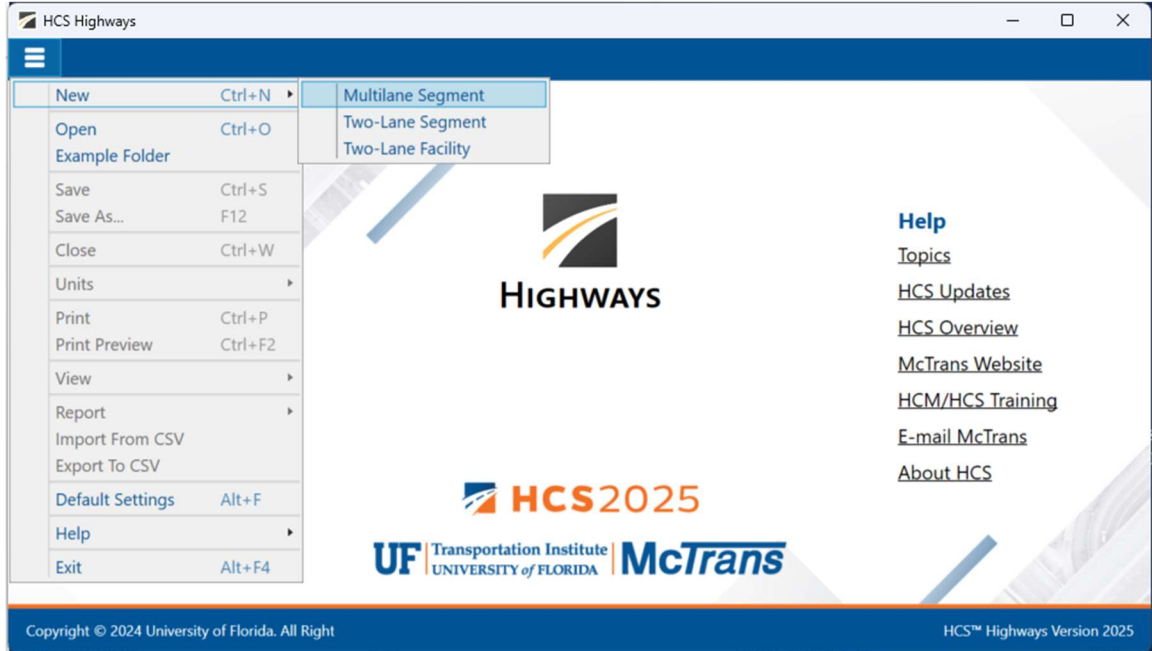 HCS Highways
New Ctrl+N
Open Ctrl+O
Example Folder
Save Ctrl+S
Save As... F12
Close Ctrl+W
Units
Print Ctrl+P
Print Preview Ctrl+F2
View
Report
Import From CSV
Export To CSV
Default Settings Alt+F
Help
Exit Alt+F4
Multilane Segment
Two-Lane Segment
Two-Lane Facility
HIGHWAYS
HCS2025
UF Transportation Institute
UNIVERSITY of FLORIDA
McTrans
Help
Topics
HCS Updates
HCS Overview
McTrans Website
HCM/HCS Training
E-mail McTrans
About HCS
Copyright © 2024 University of Florida. All Right
HCS™ Highways Version 2025